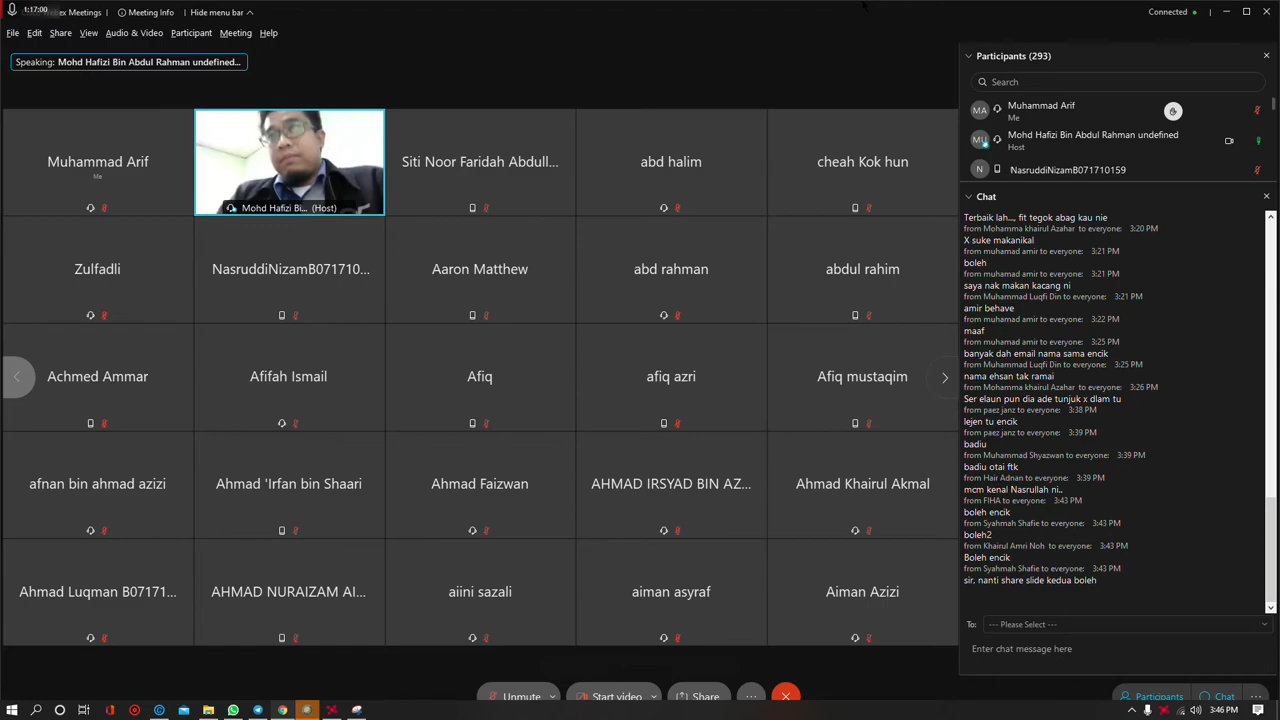 1:17:00
ex Meetings
Meeting Info
Hide menu bar
Connected
File Edit Share View Audio & Video Participant Meeting Help
Speaking: Mohd Hafizi Bin Abdul Rahman undefined...
Muhammad Arif
Me
Mohd Hafizi Bi... (Host)
Siti Noor Faridah Abdull...
abd halim
cheah Kok hun
Zulfadli
NasruddiNizamB071710...
Aaron Matthew
abd rahman
abdul rahim
Achmed Ammar
Afifah Ismail
Afiq
afiq azri
Afiq mustaqim
afnan bin ahmad azizi
Ahmad 'Irfan bin Shaari
Ahmad Faizwan
AHMAD IRSYAD BIN AZ...
Ahmad Khairul Akmal
Ahmad Luqman B07171...
AHMAD NURAIZAM AI...
aiini sazali
aiman asyraf
Aiman Azizi
Unmute
Start video
Share
Participants (293)
Search
MA
Muhammad Arif
Me
MU
Mohd Hafizi Bin Abdul Rahman undefined
Host
N
NasruddiNizamB071710159
Chat
Terbaik lah...., fit tegok abag kau nie
from Mohamma khairul Azahar to everyone: 3:20 PM
X suke makanikal
from muhamad amir to everyone: 3:21 PM
boleh
from muhamad amir to everyone: 3:21 PM
saya nak makan kacang ni
from Muhammad Luqfi Din to everyone: 3:21 PM
amir behave
from muhamad amir to everyone: 3:22 PM
maaf
from muhamad amir to everyone: 3:25 PM
banyak dah email nama sama encik
from Muhammad Luqfi Din to everyone: 3:25 PM
nama ehsan tak ramai
from Mohamma khairul Azahar to everyone: 3:26 PM
Ser elaun pun dia ade tunjuk x dlam tu
from paez janz to everyone: 3:38 PM
lejen tu encik
from paez janz to everyone: 3:39 PM
badiu
from Muhammad Shyazwan to everyone: 3:39 PM
badiu otai ftk
from Hair Adnan to everyone: 3:39 PM
mcm kenal Nasrullah ni..
from FIHA to everyone: 3:43 PM
boleh encik
from Syahmah Shafie to everyone: 3:43 PM
boleh2
from Khairul Amri Noh to everyone: 3:43 PM
Boleh encik
from Syahmah Shafie to everyone: 3:43 PM
sir, nanti share slide kedua boleh
To: --- Please Select ---
Enter chat message here
Participants
Chat
3:46 PM